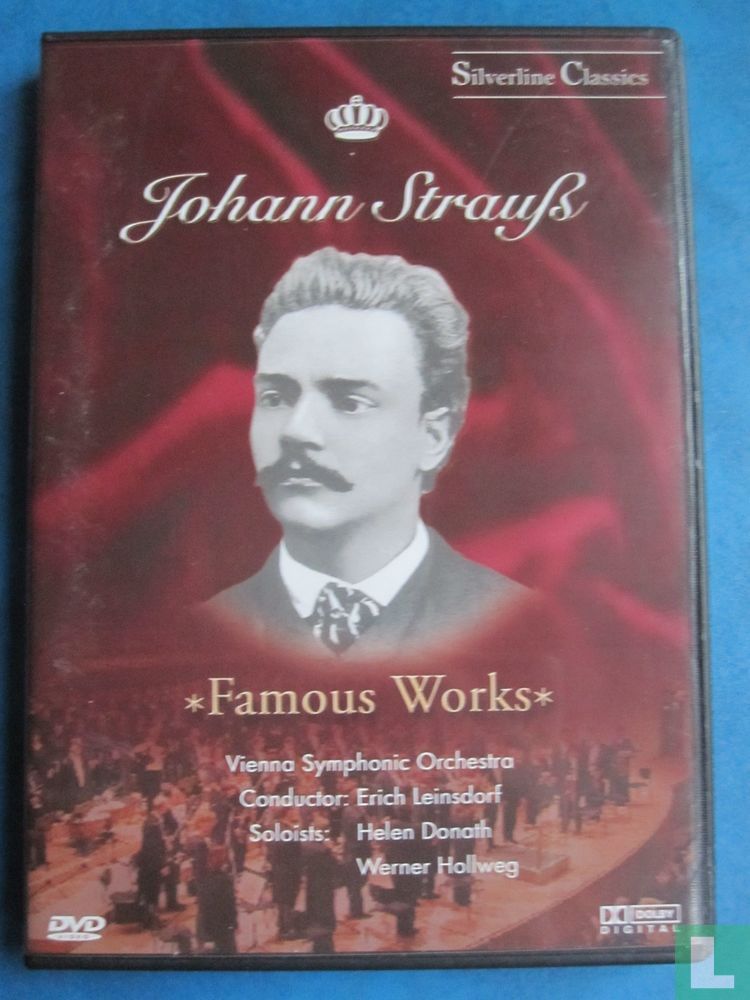 Silverline Classics
Johann Strauß
*Famous Works*
Vienna Symphonic Orchestra
Conductor: Erich Leinsdorf
Soloists: Helen Donath
Werner Hollweg
DVD
VIDEO
DOLBY
DIGITAL
L